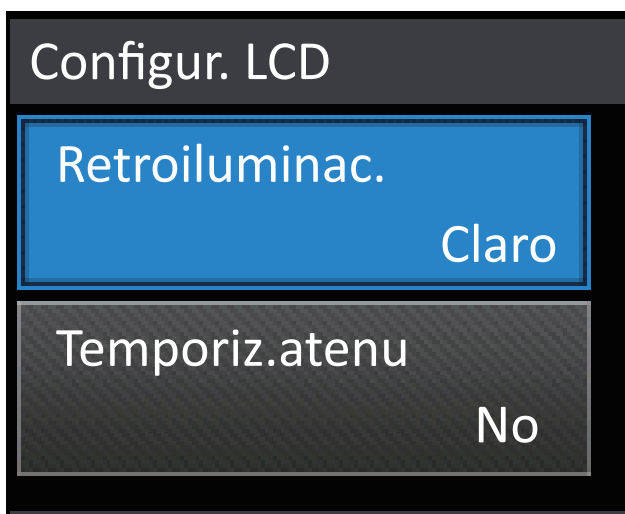 Configur. LCD
Retroiluminac.
Claro
Temporiz.atenu
No